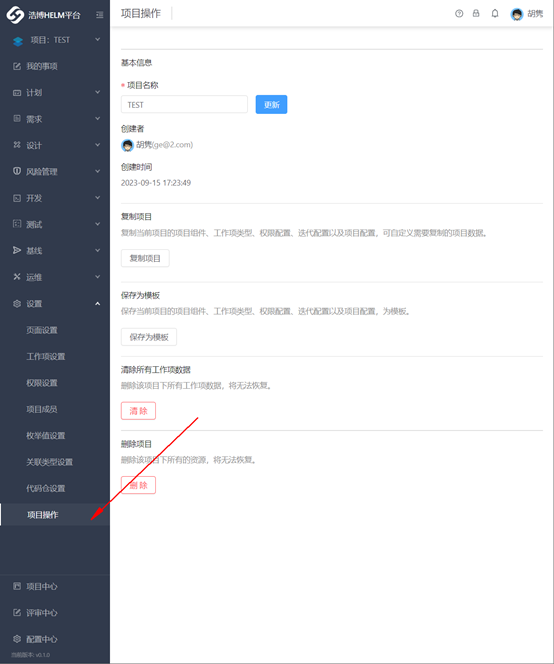 浩博HELM平台
项目操作
胡隽
项目：TEST
我的事项
计划
需求
设计
风险管理
开发
测试
基线
运维
设置
页面设置
工作项设置
权限设置
项目成员
枚举值设置
关联类型设置
代码仓设置
项目操作
项目中心
评审中心
配置中心
当前版本: v0.1.0
基本信息
* 项目名称
TEST
更新
创建者
胡隽(ge@2.com)
创建时间
2023-09-15 17:23:49
复制项目
复制当前项目的项目组件、工作项类型、权限配置、迭代配置以及项目配置，可自定义需要复制的项目数据。
复制项目
保存为模板
保存当前项目的项目组件、工作项类型、权限配置、迭代配置以及项目配置，为模板。
保存为模板
清除所有工作项数据
删除该项目下所有工作项数据，将无法恢复。
清 除
删除项目
删除该项目下所有的资源，将无法恢复。
删 除